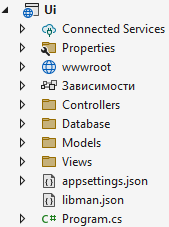 Ui
Connected Services
Properties
wwwroot
Зависимости
Controllers
Database
Models
Views
appsettings.json
libman.json
C# Program.cs